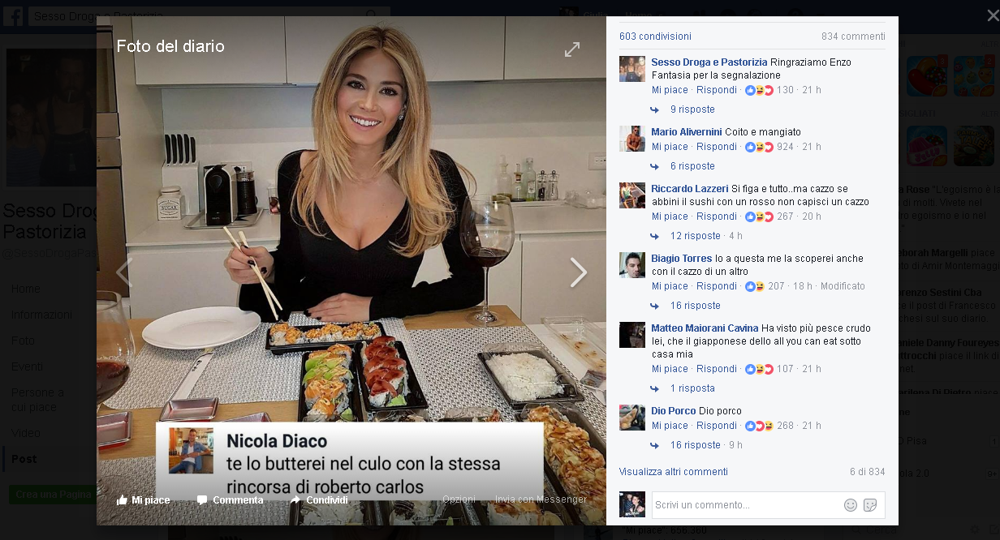 Sesso Droga e Pastorizia
Foto del diario
SUGAR
Nicola Diaco
te lo butterei nel culo con la stessa
rincorsa di roberto carlos
Mi piace
Commenta
Condividi
Opzioni
Invia con Messenger
603 condivisioni
834 commenti
Sesso Droga e Pastorizia Ringraziamo Enzo
Fantasia per la segnalazione
Mi piace · Rispondi · 130 · 21 h
9 risposte
Mario Alivernini Coito e mangiato
Mi piace · Rispondi · 924 · 21 h
6 risposte
Riccardo Lazzeri Si figa e tutto..ma cazzo se
abbini il sushi con un rosso non capisci un cazzo
Mi piace · Rispondi · 267 · 20 h
12 risposte · 4 h
Biagio Torres Io a questa me la scoperei anche
con il cazzo di un altro
Mi piace · Rispondi · 207 · 18 h · Modificato
16 risposte
Matteo Maiorani Cavina Ha visto più pesce crudo
lei, che il giapponese dello all you can eat sotto
casa mia
Mi piace · Rispondi · 107 · 21 h
1 risposta
Dio Porco Dio porco
Mi piace · Rispondi · 268 · 21 h
16 risposte · 9 h
Visualizza altri commenti
6 di 834
Scrivi un commento...
Sesso Drog
Pastorizia
@SessoDrogaPas
Home
Informazioni
Foto
Eventi
Persone a
cui piace
Video
Post
Crea una Pagina
Rose "L'egoismo è la
di molti. Vivete nel
tro egoismo e io nel
eborah Margelli piace
to di Amir Montemagg
renzo Sestini Cba
ce il post di Francesco
hesi sul suo diario.
niele Danny Foureyes
ttrocchi piace il link di
net.
O Pisa
ola 2.0
"Mi piace": 656.380